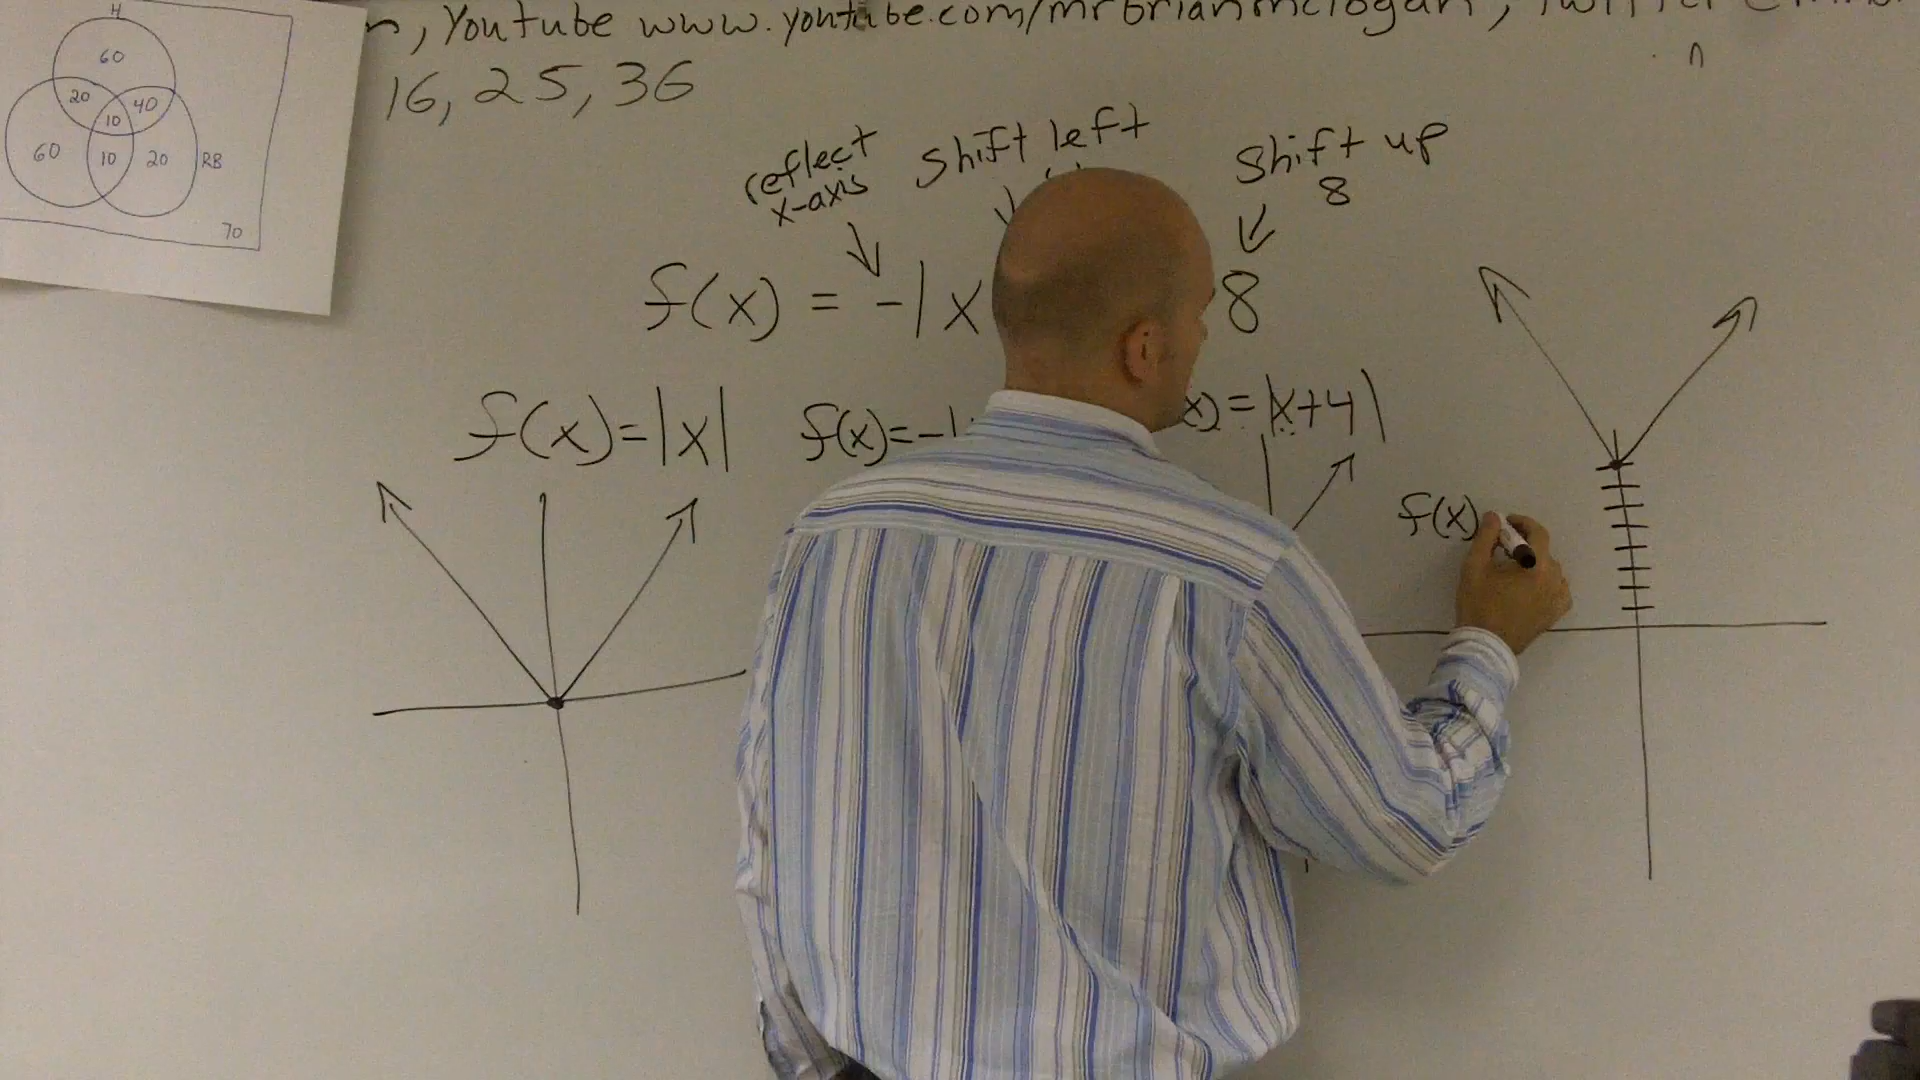 , Youtube www.youtube.com/mrbrianmclogan, Twitter
16, 25, 36
H
60
20
40
10
60
10
20
RB
70
reflect
x-axis
shift left
shift up
8
f(x) = -|x
8
f(x)=|x|
f(x)=-|
x)=|x+4|
f(x)